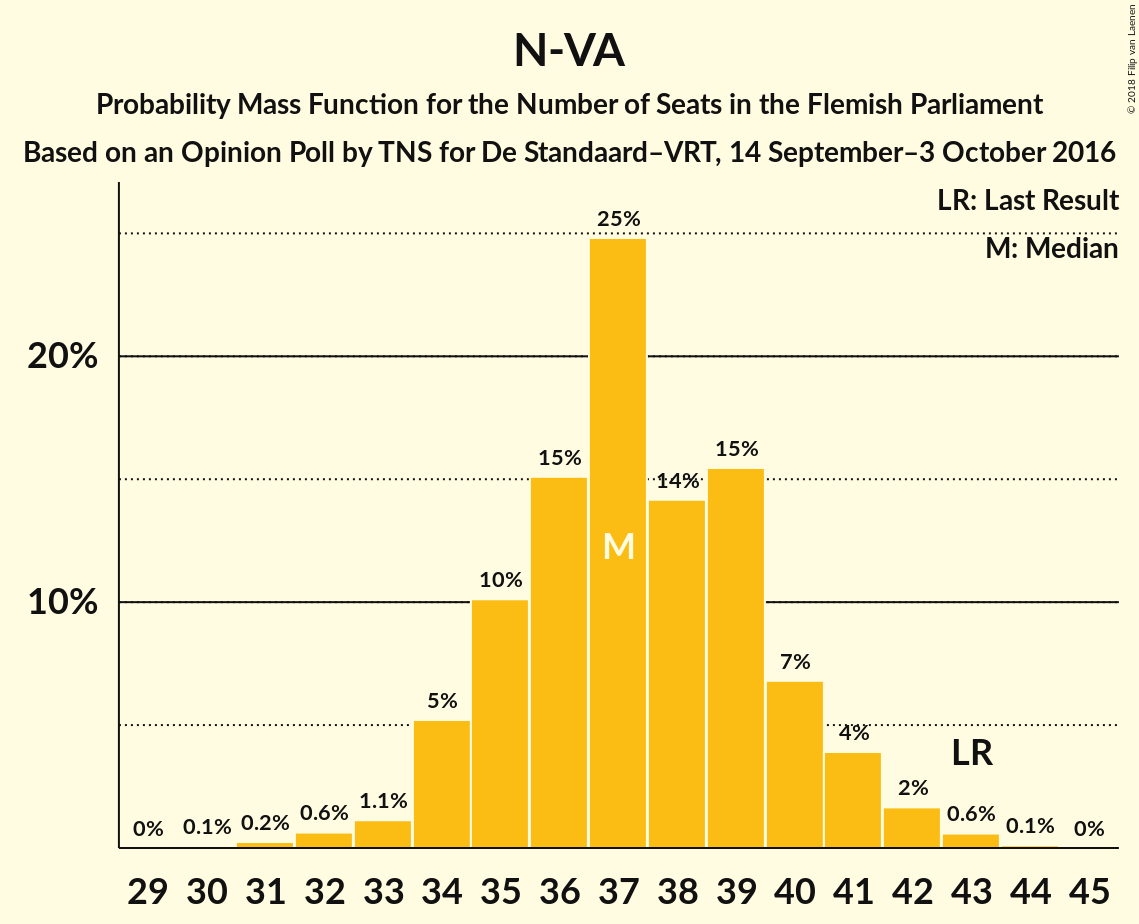 N-VA
Probability Mass Function for the Number of Seats in the Flemish Parliament
Based on an Opinion Poll by TNS for De Standaard–VRT, 14 September–3 October 2016
© 2018 Filip van Laenen
LR: Last Result
M: Median
25%
20%
15%
15%
14%
M
10%
10%
7%
5%
4%
LR
2%
1.1%
0.6%
0.6%
0.2%
0.1%
0.1%
0%
0%
29 30 31 32 33 34 35 36 37 38 39 40 41 42 43 44 45